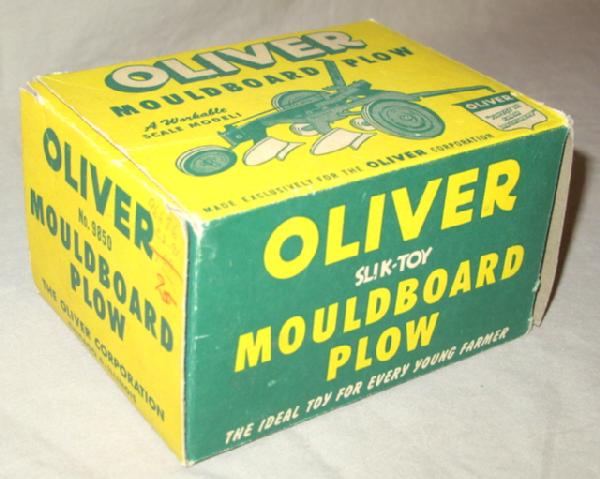 OLIVER
MOULDBOARD PLOW
A Workable
SCALE MODEL!
OLIVER
MADE EXCLUSIVELY FOR THE OLIVER CORPORATION
OLIVER
No. 9850
MOULDBOARD
PLOW
THE OLIVER CORPORATION
OLIVER
SLIK-TOY
MOULDBOARD
PLOW
THE IDEAL TOY FOR EVERY YOUNG FARMER